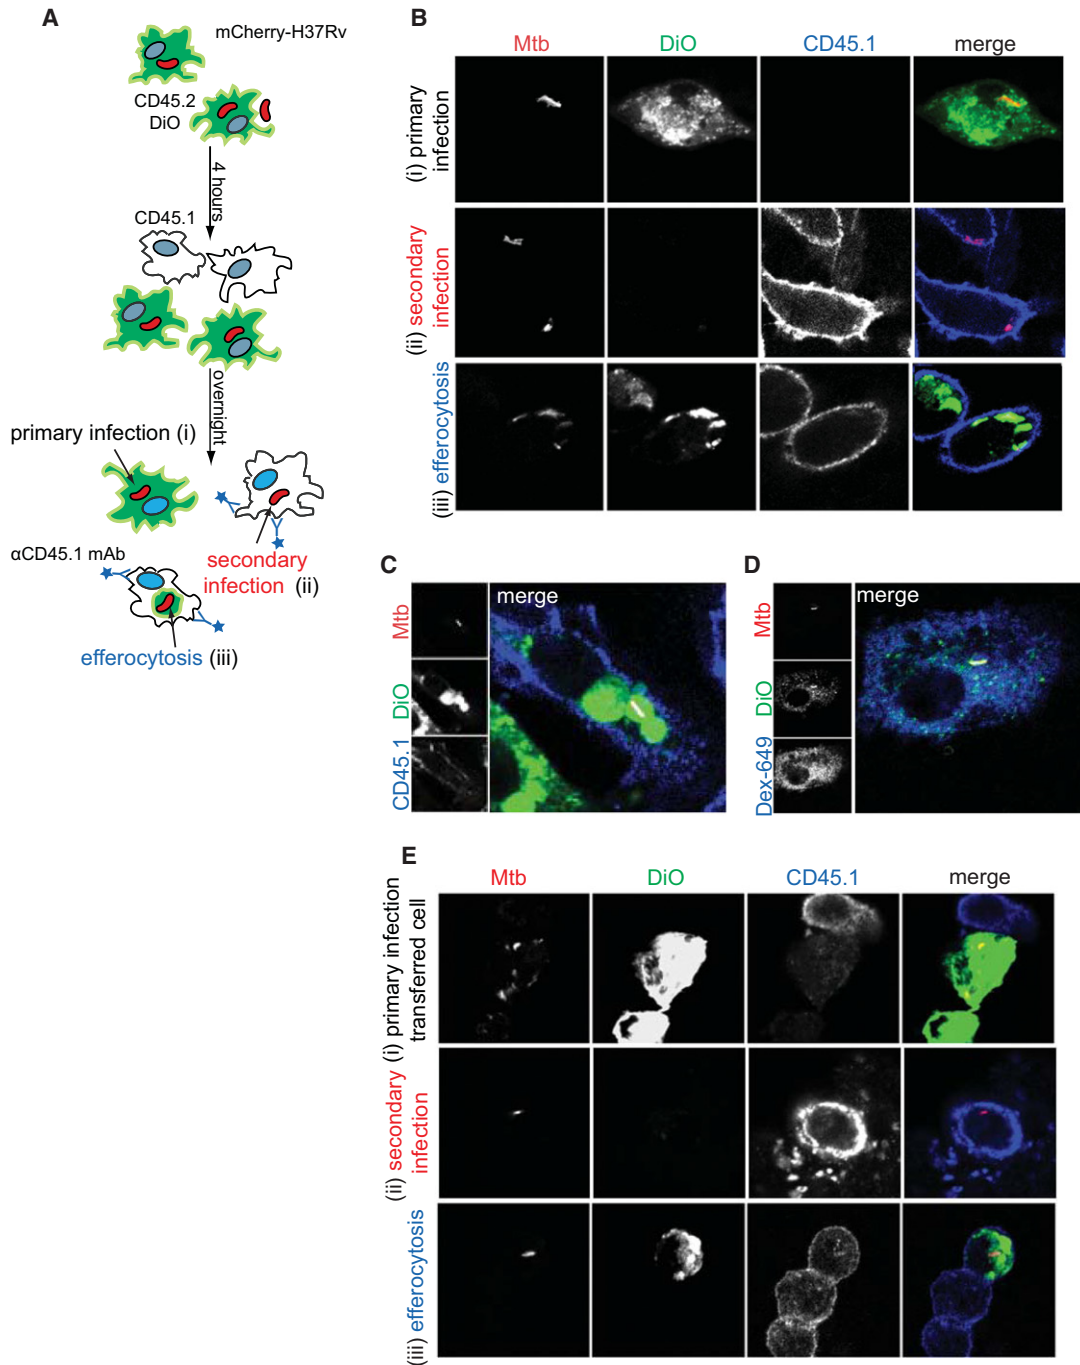 A
mCherry-H37Rv
CD45.2
DiO
4 hours
CD45.1
overnight
primary infection (i)
αCD45.1 mAb
secondary
infection (ii)
efferocytosis (iii)
B
Mtb DiO CD45.1 merge
(i) primary
infection
(ii) secondary
infection
(iii) efferocytosis
C
merge
Mtb
DiO
CD45.1
D
merge
Mtb
DiO
Dex-649
E
Mtb DiO CD45.1 merge
(i) primary infection
transferred cell
(ii) secondary
infection
(iii) efferocytosis